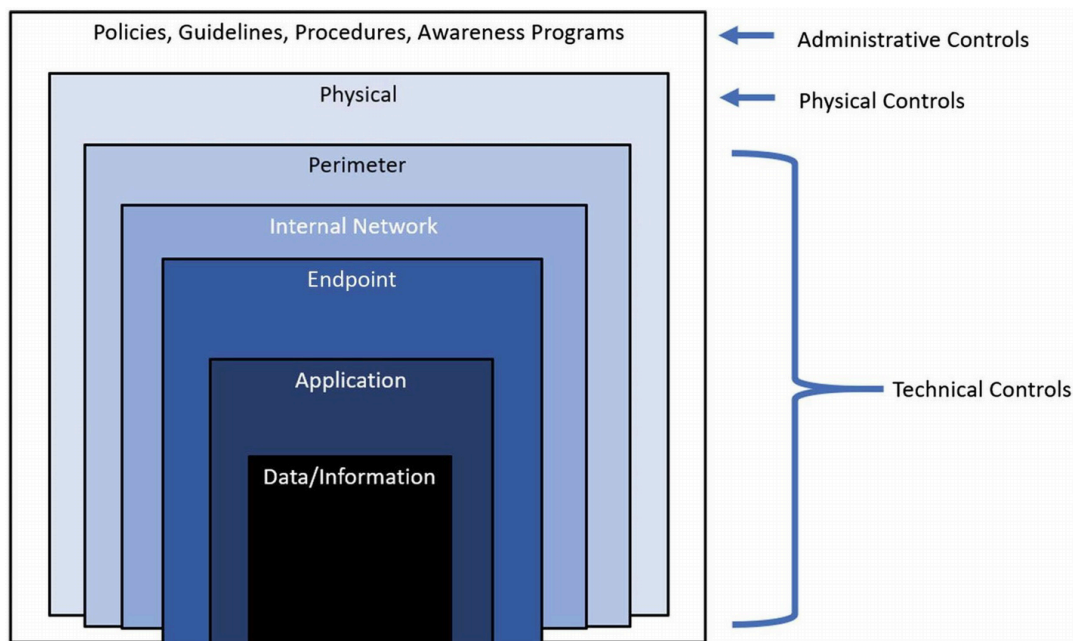 Policies, Guidelines, Procedures, Awareness Programs
Administrative Controls
Physical
Physical Controls
Perimeter
Internal Network
Endpoint
Application
Technical Controls
Data/Information